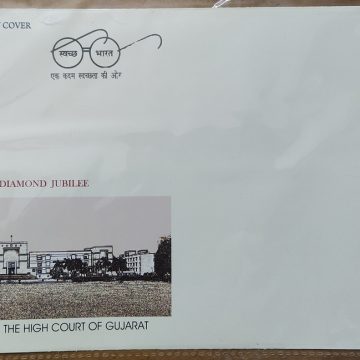 COVER
स्वच्छ भारत
एक कदम स्वच्छता की ओर
DIAMOND JUBILEE
THE HIGH COURT OF GUJARAT